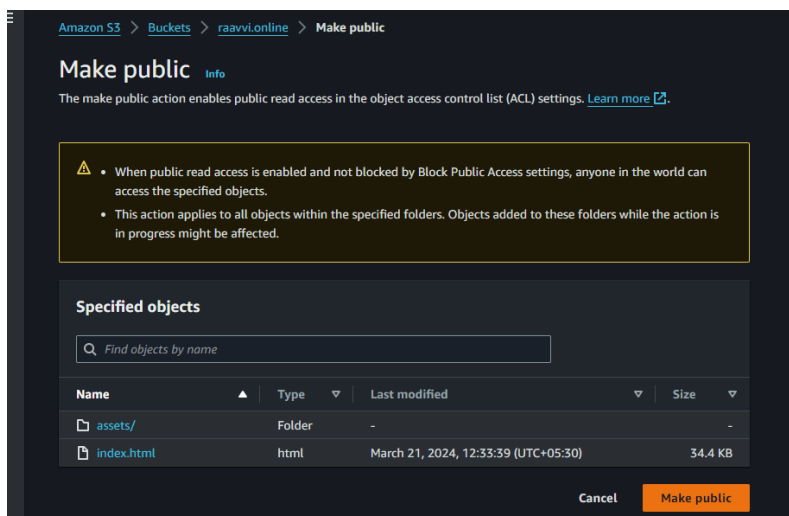 Amazon S3 > Buckets > raavvi.online > Make public
Make public Info
The make public action enables public read access in the object access control list (ACL) settings. Learn more.
• When public read access is enabled and not blocked by Block Public Access settings, anyone in the world can
access the specified objects.
• This action applies to all objects within the specified folders. Objects added to these folders while the action is
in progress might be affected.
Specified objects
Find objects by name
Name Type Last modified Size
assets/ Folder - -
index.html html March 21, 2024, 12:33:39 (UTC+05:30) 34.4 KB
Cancel Make public